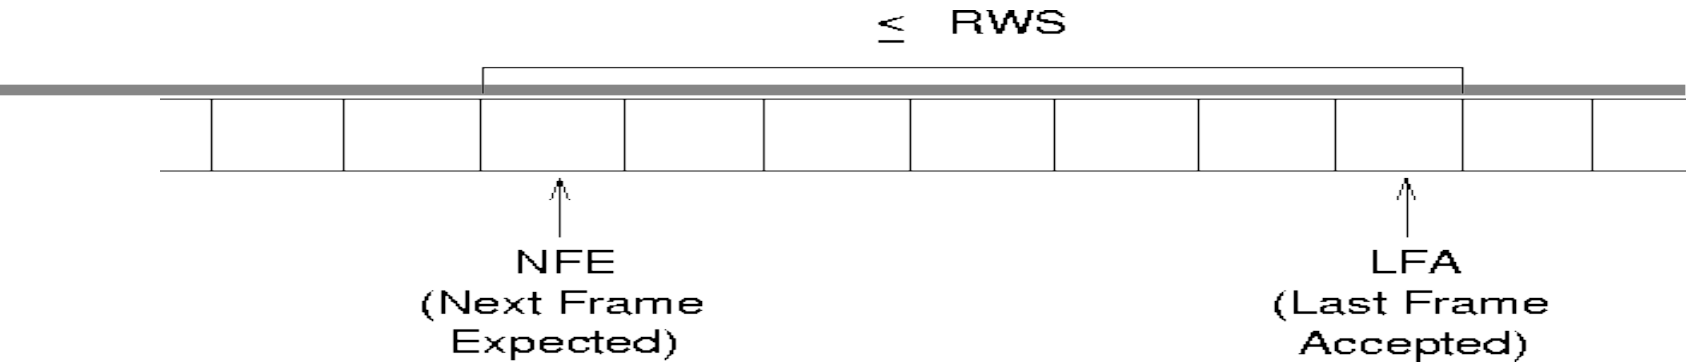 ≤ RWS
NFE
(Next Frame
Expected)
LFA
(Last Frame
Accepted)